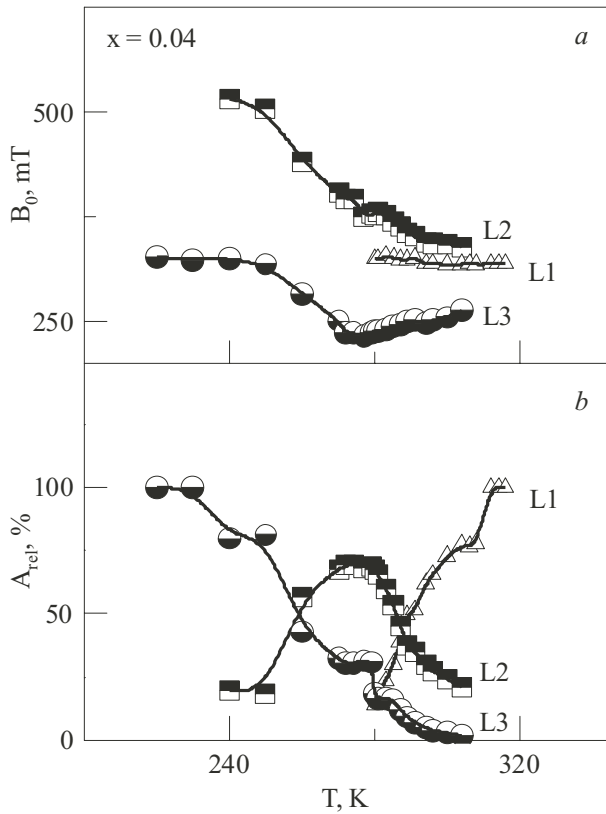 x = 0.04
a
500
B0, mT
L2
L1
250
L3
b
100
L1
Arel, %
50
L2
L3
0
240
320
T, K